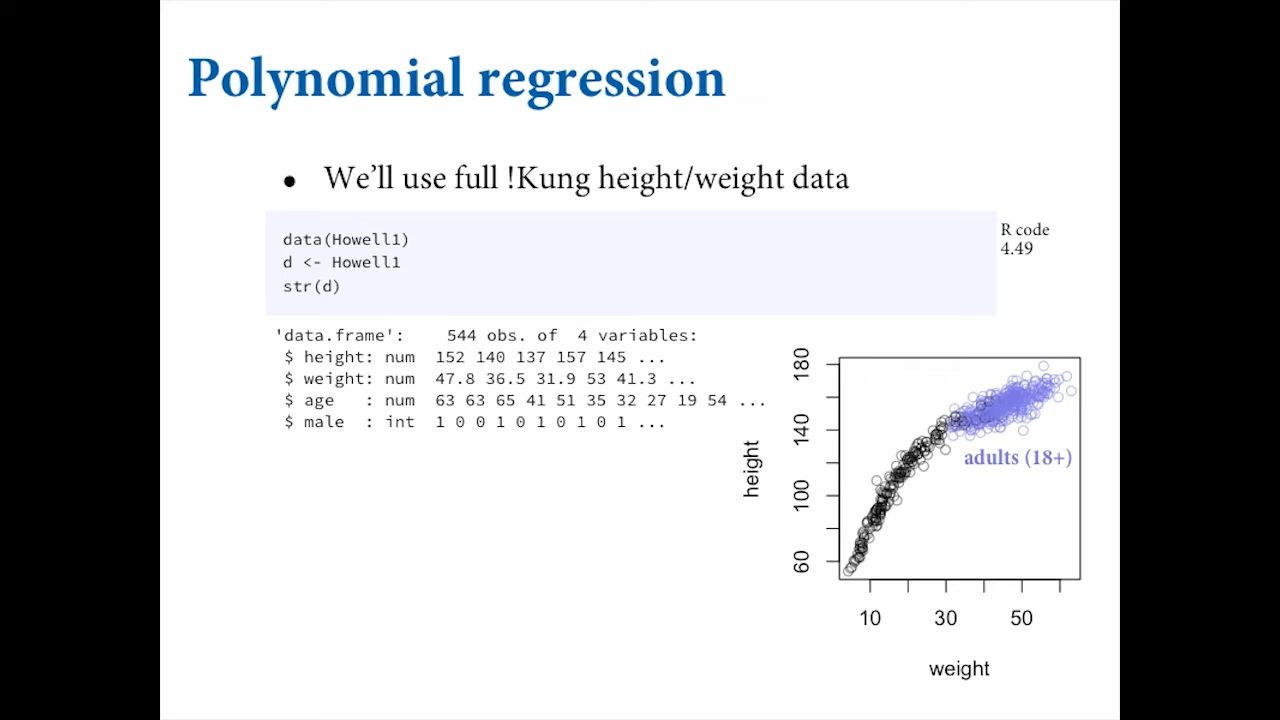 Polynomial regression
• We’ll use full !Kung height/weight data
data(Howell1)
d <- Howell1
str(d)
R code
4.49
'data.frame': 544 obs. of 4 variables:
$ height: num 152 140 137 157 145 ...
$ weight: num 47.8 36.5 31.9 53 41.3 ...
$ age : num 63 63 65 41 51 35 32 27 19 54 ...
$ male : int 1 0 0 1 0 1 0 1 0 1 ...
180
140
100
60
height
adults (18+)
10 30 50
weight